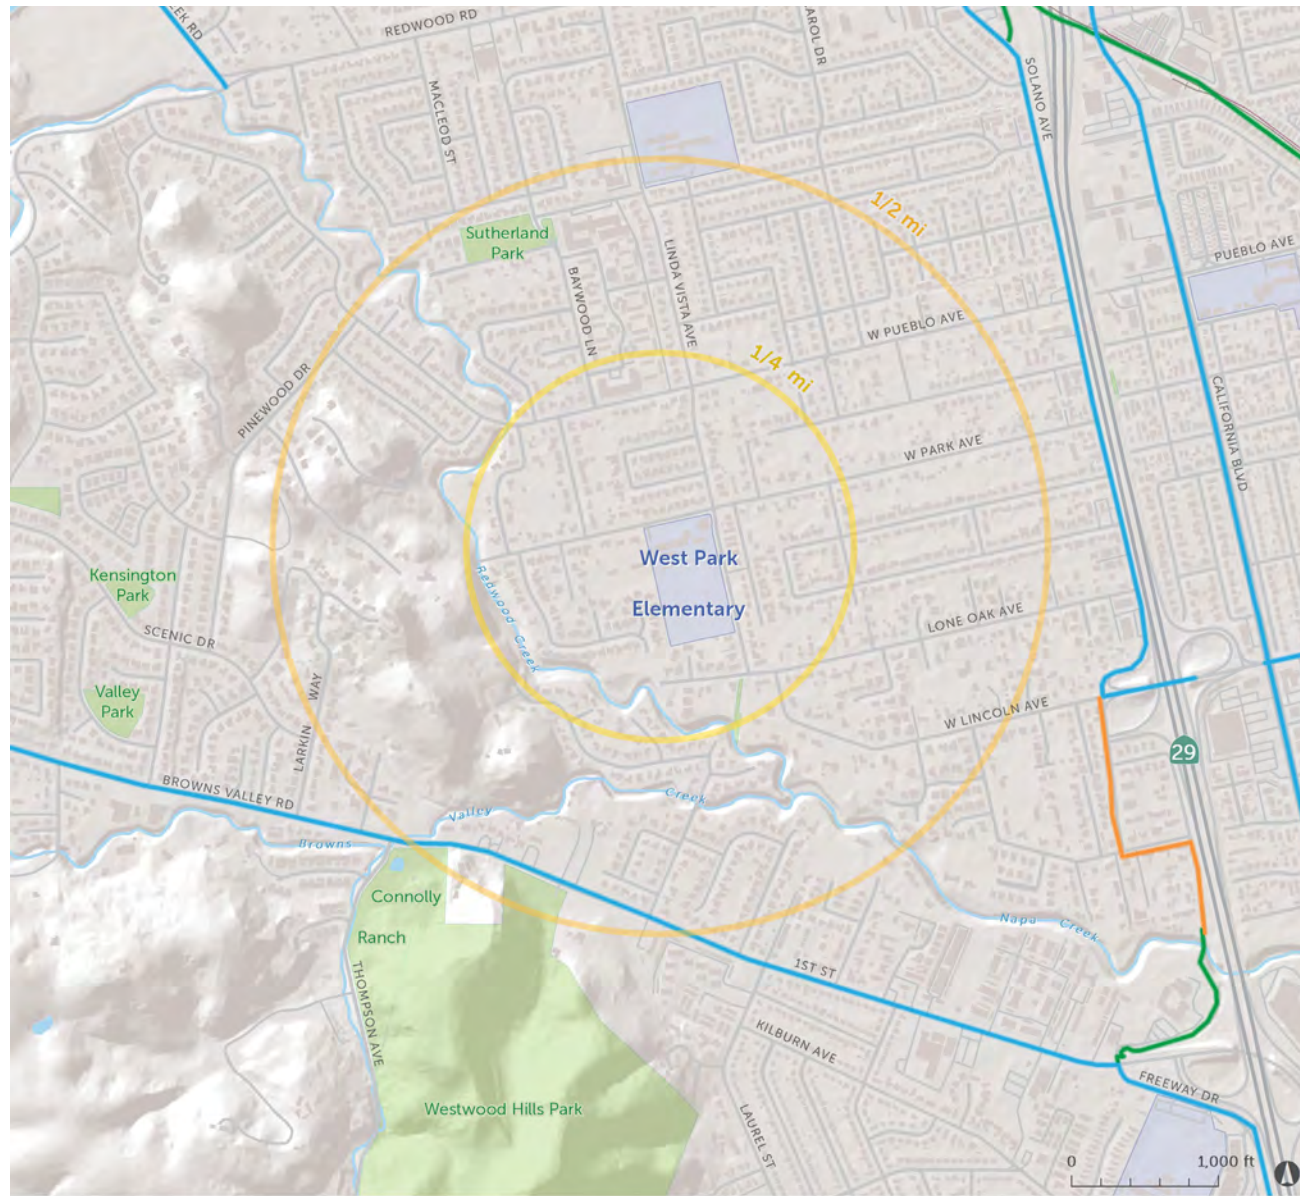 EEK RD
REDWOOD RD
AROL DR
MACLEOD ST
SOLANO AVE
1/2 mi
Sutherland
Park
LINDA VISTA AVE
PUEBLO AVE
BAYWOOD LN
W PUEBLO AVE
1/4 mi
PINEWOOD DR
CALIFORNIA BLVD
W PARK AVE
West Park
Elementary
Kensington
Park
Redwood Creek
LONE OAK AVE
SCENIC DR
Valley
Park
LARKIN WAY
W LINCOLN AVE
29
BROWNS VALLEY RD
Browns Valley Creek
Connolly
Ranch
Napa Creek
THOMPSON AVE
1ST ST
KILBURN AVE
FREEWAY DR
Westwood Hills Park
LAUREL ST
0 1,000 ft